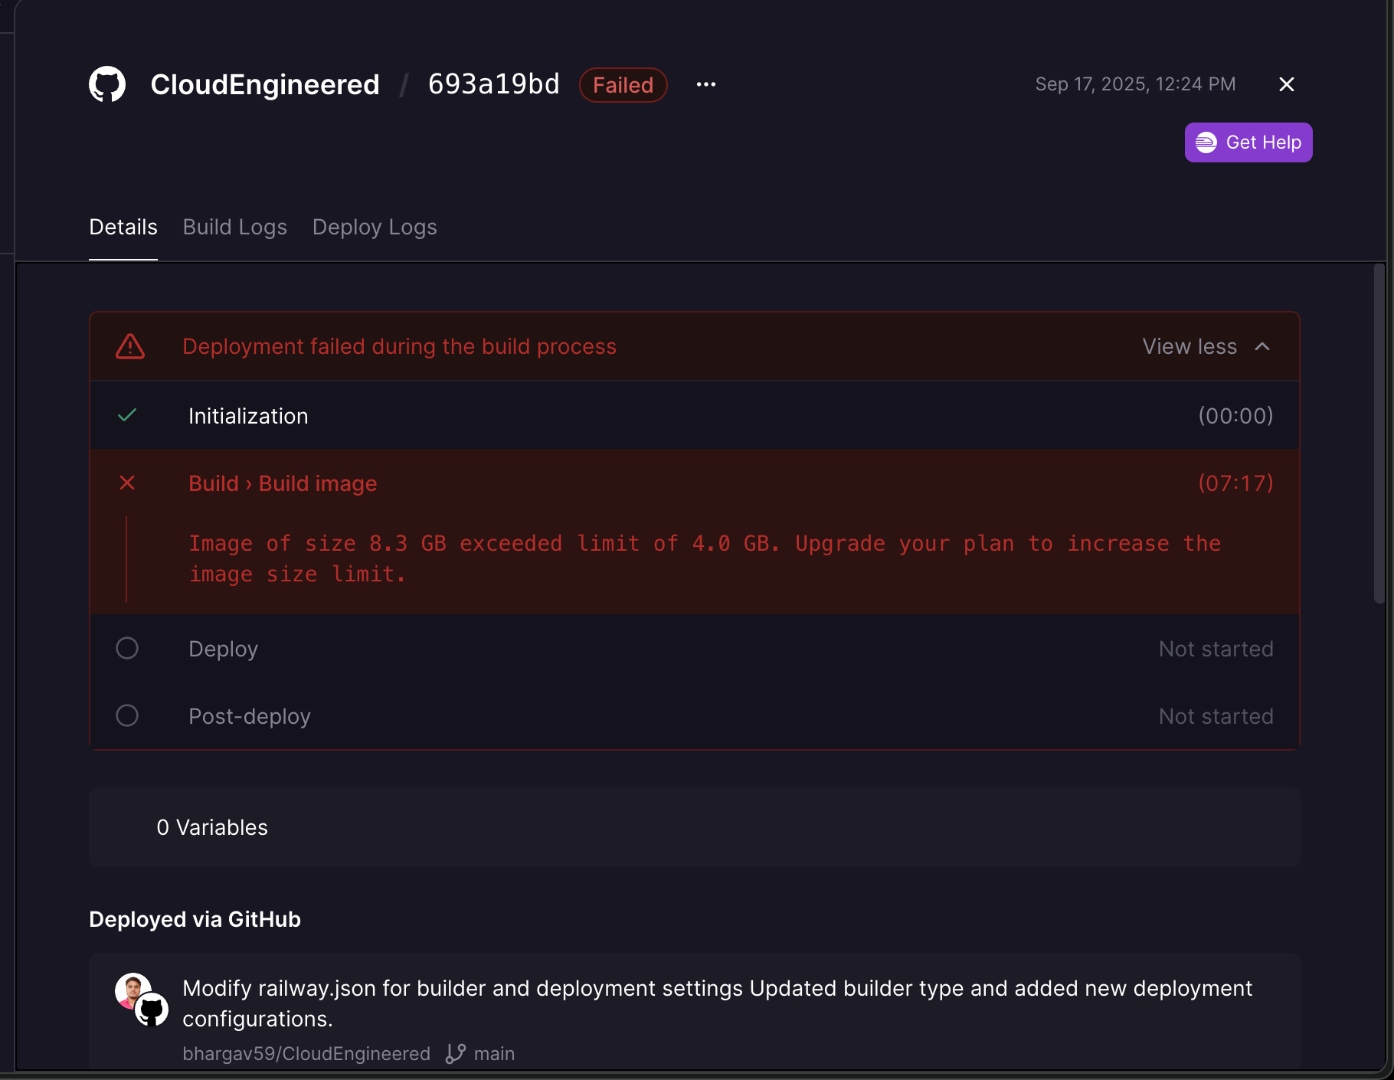 CloudEngineered / 693a19bd Failed ... Sep 17, 2025, 12:24 PM
Get Help
Details Build Logs Deploy Logs
Deployment failed during the build process View less
Initialization (00:00)
Build › Build image (07:17)
Image of size 8.3 GB exceeded limit of 4.0 GB. Upgrade your plan to increase the
image size limit.
Deploy Not started
Post-deploy Not started
0 Variables
Deployed via GitHub
Modify railway.json for builder and deployment settings Updated builder type and added new deployment
configurations.
bhargav59/CloudEngineered main